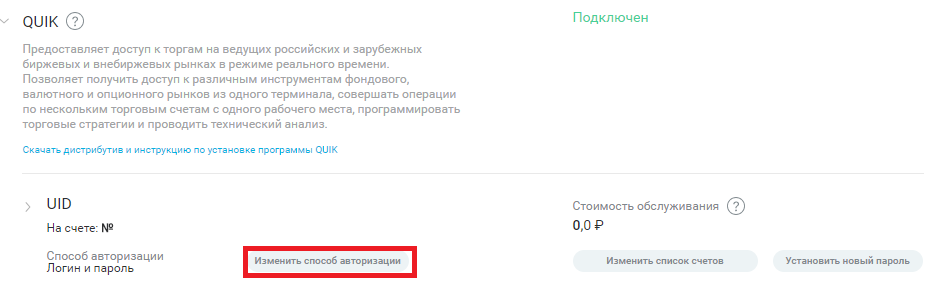 QUIK ?
Подключен
Предоставляет доступ к торгам на ведущих российских и зарубежных
биржевых и внебиржевых рынках в режиме реального времени.
Позволяет получить доступ к различным инструментам фондового,
валютного и опционного рынков из одного терминала, совершать операции
по нескольким торговым счетам с одного рабочего места, программировать
торговые стратегии и проводить технический анализ.
Скачать дистрибутив и инструкцию по установке программы QUIK
UID
На счете: №
Стоимость обслуживания ?
0,0 ₽
Способ авторизации
Логин и пароль
Изменить способ авторизации
Изменить список счетов
Установить новый пароль